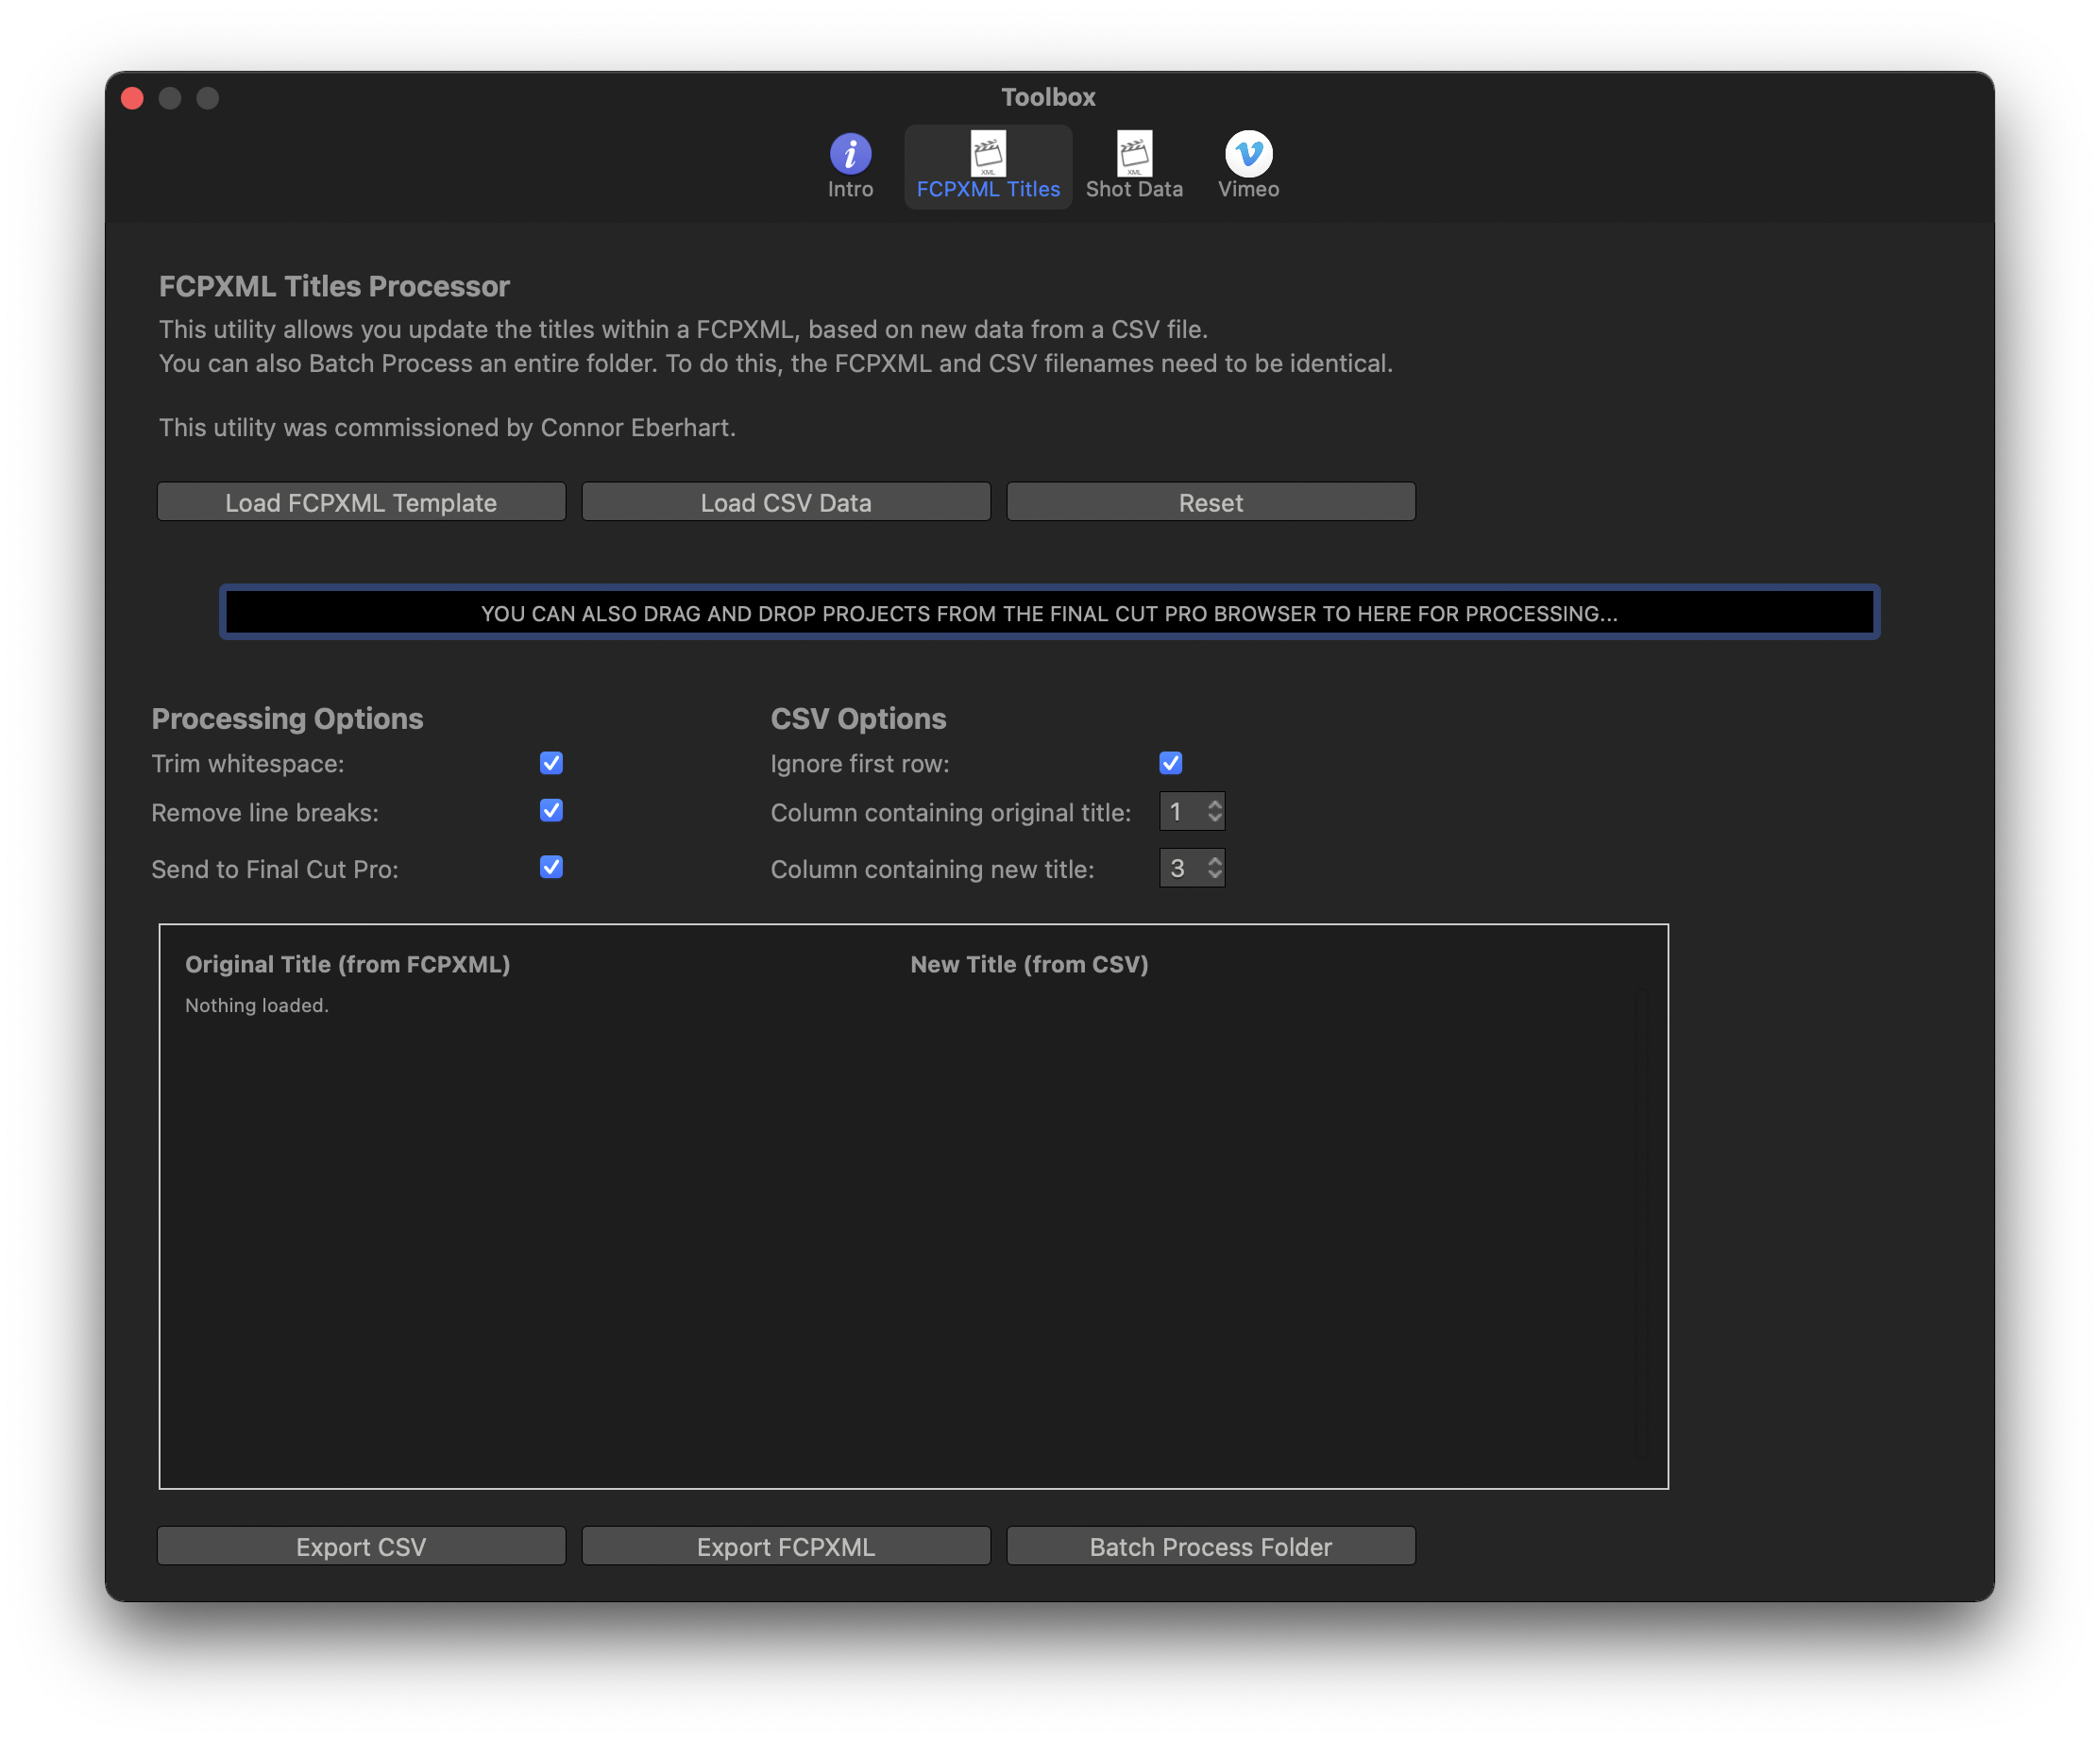 Toolbox
i
XML
XML
Intro
FCPXML Titles
Shot Data
Vimeo
FCPXML Titles Processor
This utility allows you update the titles within a FCPXML, based on new data from a CSV file.
You can also Batch Process an entire folder. To do this, the FCPXML and CSV filenames need to be identical.
This utility was commissioned by Connor Eberhart.
Load FCPXML Template
Load CSV Data
Reset
YOU CAN ALSO DRAG AND DROP PROJECTS FROM THE FINAL CUT PRO BROWSER TO HERE FOR PROCESSING...
Processing Options
Trim whitespace:
Remove line breaks:
Send to Final Cut Pro:
CSV Options
Ignore first row:
Column containing original title: 1
Column containing new title: 3
Original Title (from FCPXML)
New Title (from CSV)
Nothing loaded.
Export CSV
Export FCPXML
Batch Process Folder